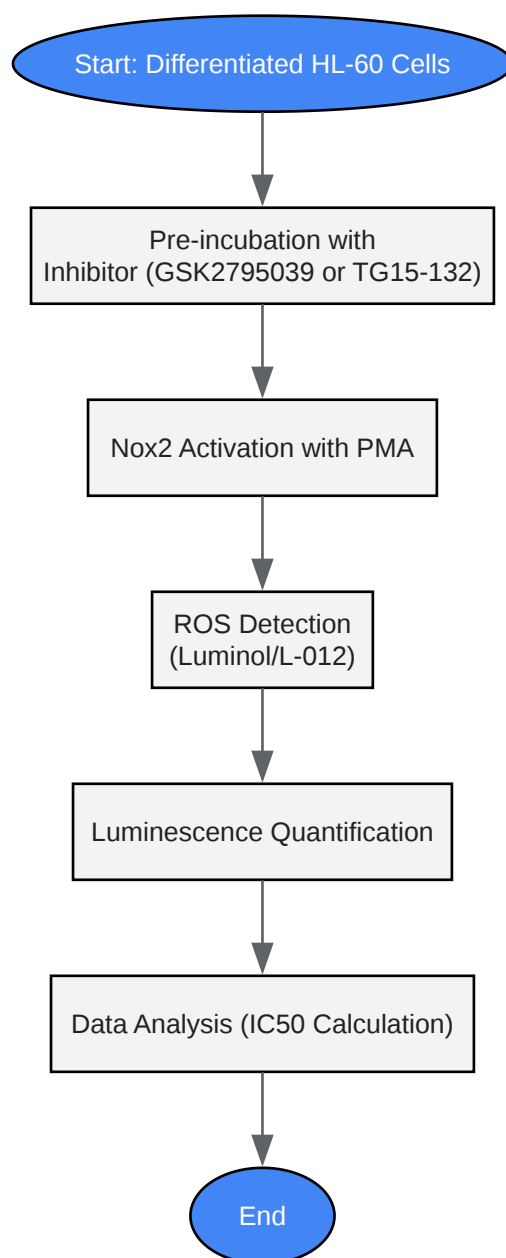 Start: Differentiated HL-60 Cells
Pre-incubation with
Inhibitor (GSK2795039 or TG15-132)
Nox2 Activation with PMA
ROS Detection
(Luminol/L-012)
Luminescence Quantification
Data Analysis (IC50 Calculation)
End